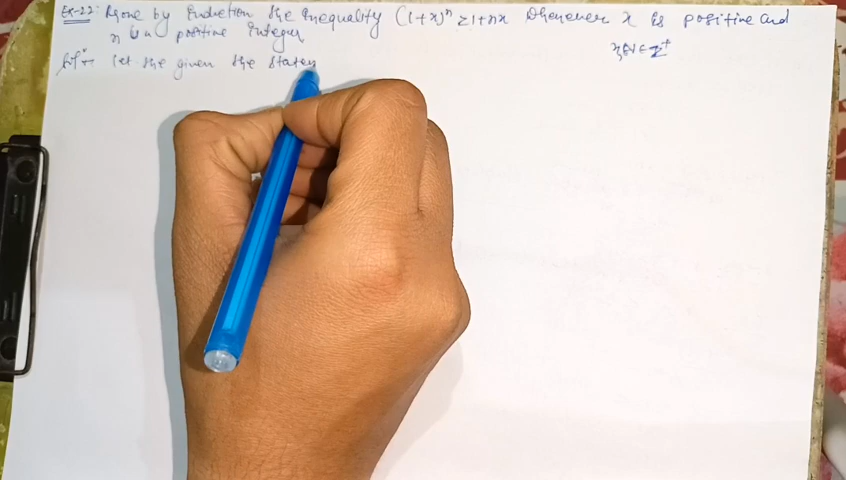 Ex-22: Prove by Induction the Inequality (1+x)ⁿ ≥ 1+nx Whenever x is positive and
n is a positive Integer
∈ Z⁺
Solⁿ: let the given the Statem